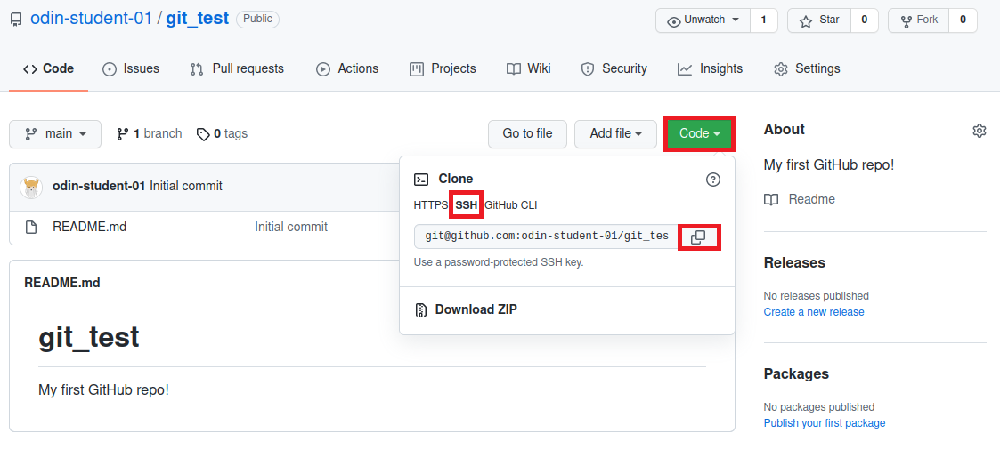 odin-student-01 / git_test Public
Unwatch 1 Star 0 Fork 0
Code Issues Pull requests Actions Projects Wiki Security Insights Settings
main 1 branch 0 tags Go to file Add file Code
odin-student-01 Initial commit
README.md Initial commit
Clone
HTTPS SSH GitHub CLI
git@github.com:odin-student-01/git_tes
Use a password-protected SSH key.
Download ZIP
README.md
git_test
My first GitHub repo!
About
My first GitHub repo!
Readme
Releases
No releases published
Create a new release
Packages
No packages published
Publish your first package